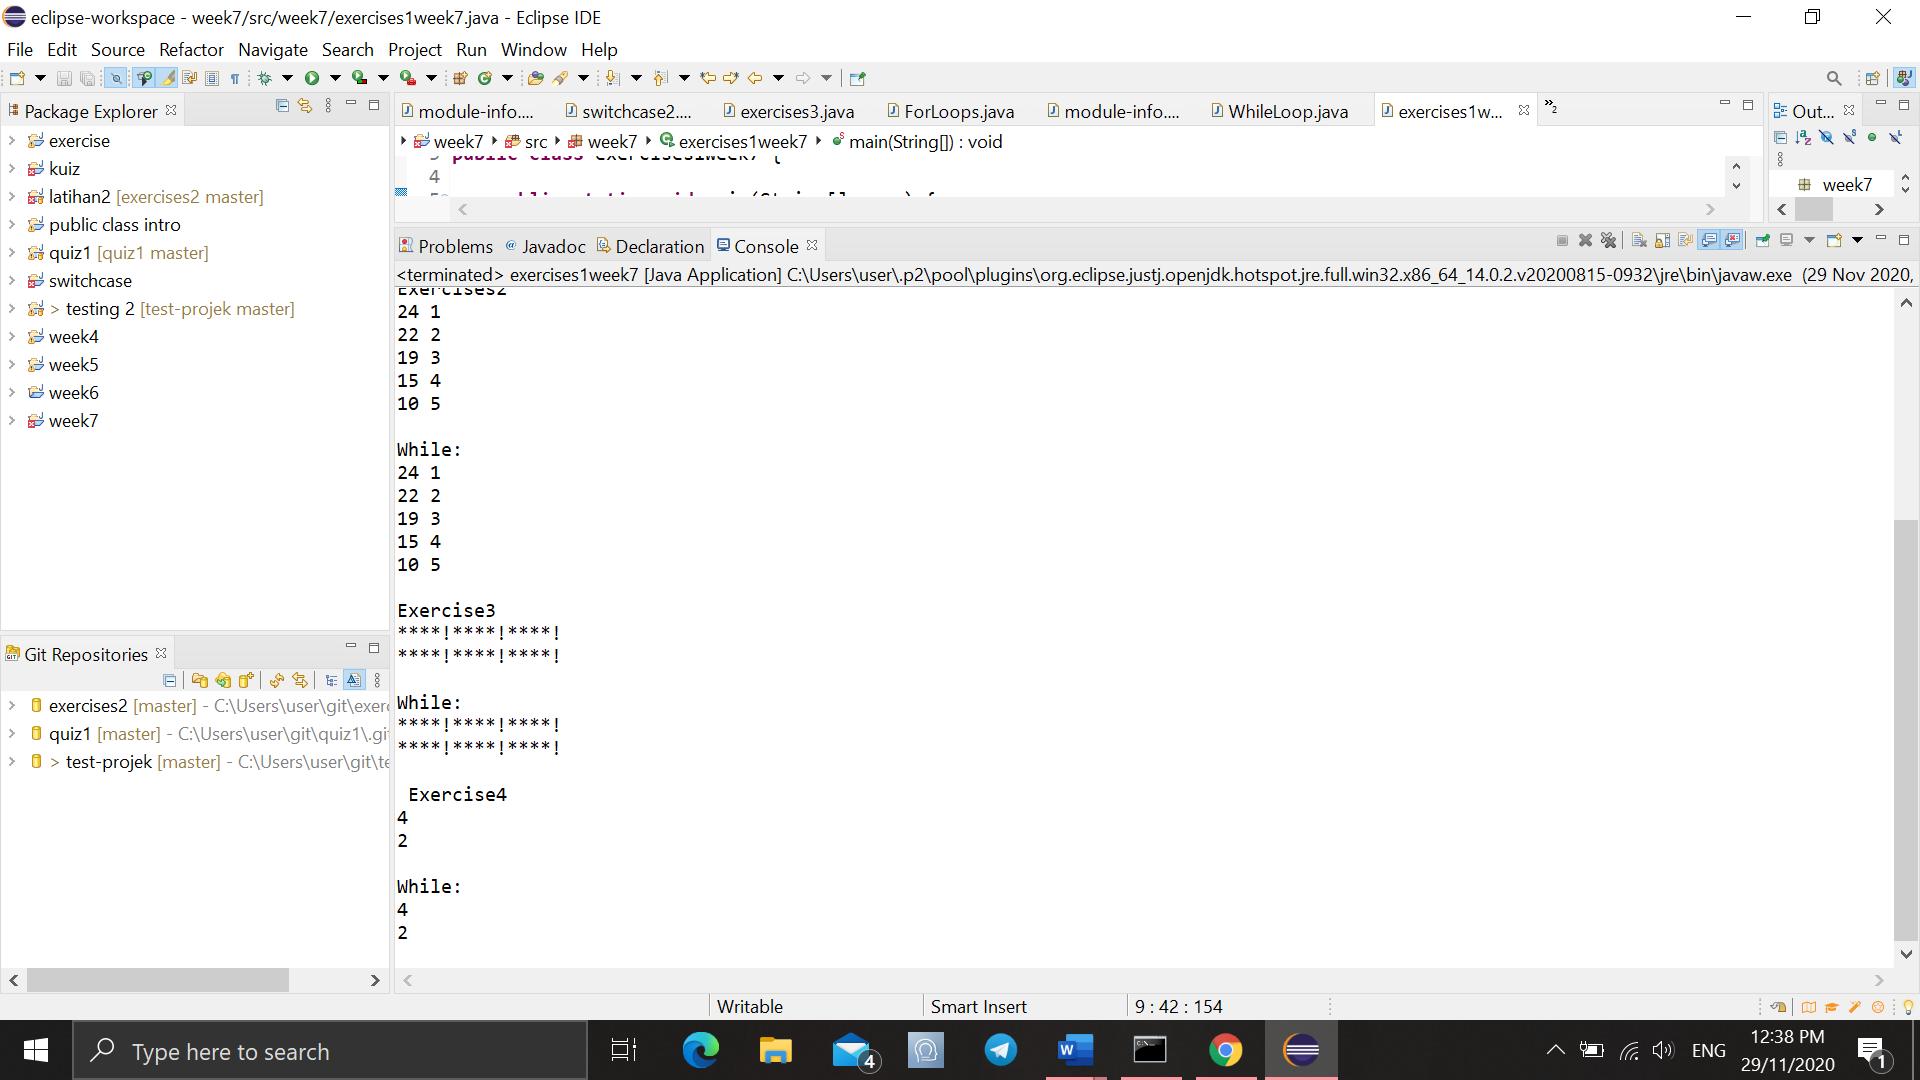 eclipse-workspace - week7/src/week7/exercises1week7.java - Eclipse IDE
File Edit Source Refactor Navigate Search Project Run Window Help
Package Explorer
exercise
kuiz
latihan2 [exercises2 master]
public class intro
quiz1 [quiz1 master]
switchcase
> testing 2 [test-projek master]
week4
week5
week6
week7
Git Repositories
exercises2 [master] - C:\Users\user\git\exerc
quiz1 [master] - C:\Users\user\git\quiz1\.gi
> test-projek [master] - C:\Users\user\git\te
module-info.... switchcase2.... exercises3.java ForLoops.java module-info.... WhileLoop.java exercises1w... »2
week7 src week7 exercises1week7 main(String[]) : void
public class exercises1week7 {
4
Out...
week7
Problems @ Javadoc Declaration Console
<terminated> exercises1week7 [Java Application] C:\Users\user\.p2\pool\plugins\org.eclipse.justj.openjdk.hotspot.jre.full.win32.x86_64_14.0.2.v20200815-0932\jre\bin\javaw.exe (29 Nov 2020,
Exercises2
24 1
22 2
19 3
15 4
10 5
While:
24 1
22 2
19 3
15 4
10 5
Exercise3
****!****!****!
****!****!****!
While:
****!****!****!
****!****!****!
Exercise4
4
2
While:
4
2
Writable Smart Insert 9 : 42 : 154
Type here to search
4
ENG
12:38 PM
29/11/2020
1